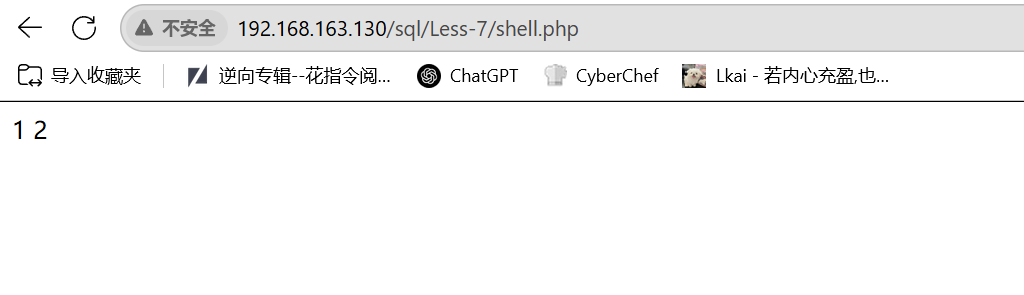 不安全 192.168.163.130/sql/Less-7/shell.php
导入收藏夹 逆向专辑--花指令阅... ChatGPT CyberChef Lkai - 若内心充盈,也...
1 2